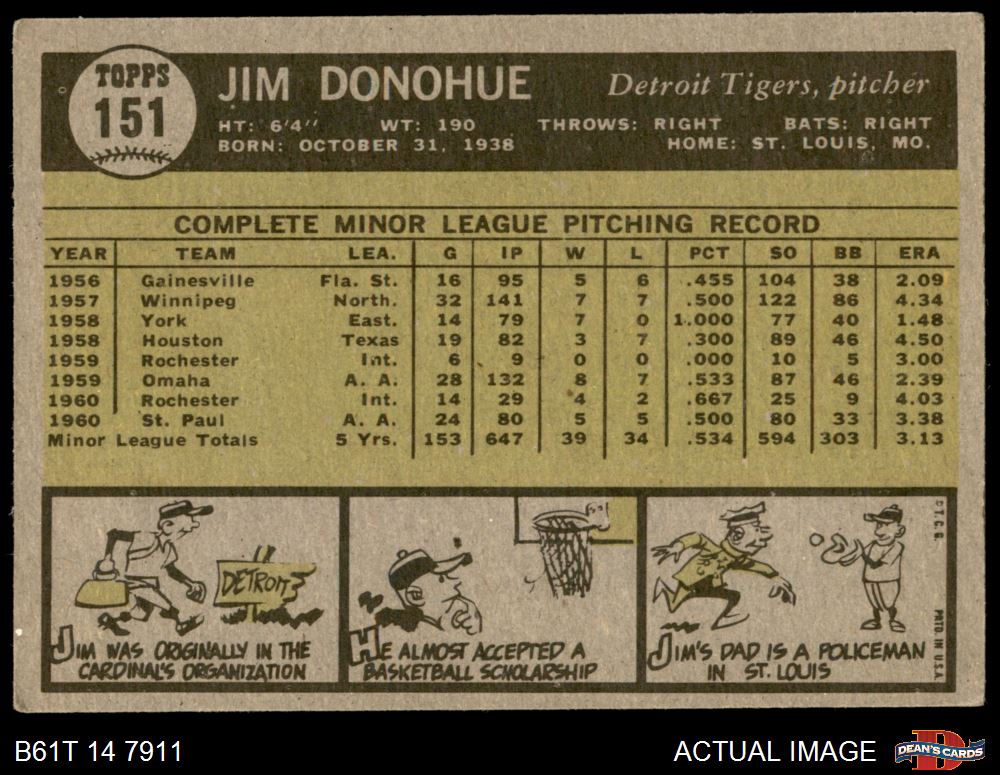 TOPPS
151
JIM DONOHUE Detroit Tigers, pitcher
HT: 6'4'' WT: 190 THROWS: RIGHT BATS: RIGHT
BORN: OCTOBER 31, 1938 HOME: ST. LOUIS, MO.
COMPLETE MINOR LEAGUE PITCHING RECORD
YEAR TEAM LEA. G IP W L PCT SO BB ERA
1956 Gainesville Fla. St. 16 95 5 6 .455 104 38 2.09
1957 Winnipeg North. 32 141 7 7 .500 122 86 4.34
1958 York East. 14 79 7 0 1.000 77 40 1.48
1958 Houston Texas 19 82 3 7 .300 89 46 4.50
1959 Rochester Int. 6 9 0 0 .000 10 5 3.00
1959 Omaha A. A. 28 132 8 7 .533 87 46 2.39
1960 Rochester Int. 14 29 4 2 .667 25 9 4.03
1960 St. Paul A. A. 24 80 5 5 .500 80 33 3.38
Minor League Totals 5 Yrs. 153 647 39 34 .534 594 303 3.13
DETROIT
JIM WAS ORIGINALLY IN THE
CARDINAL'S ORGANIZATION
HE ALMOST ACCEPTED A
BASKETBALL SCHOLARSHIP
JIM'S DAD IS A POLICEMAN
IN ST. LOUIS
© T.C.G. PRTD. IN U.S.A.
B61T 14 7911 ACTUAL IMAGE
DEAN'S CARDS